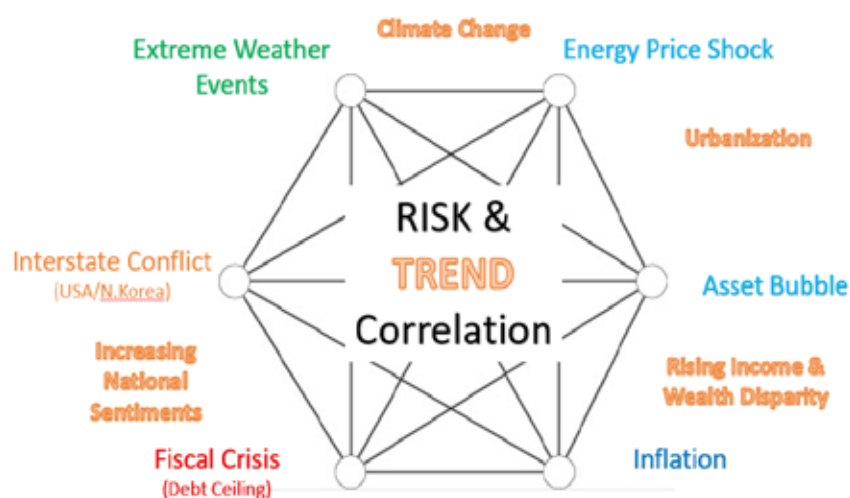 Climate Change
Extreme Weather
Events
Energy Price Shock
Urbanization
RISK &
TREND
Correlation
Interstate Conflict
(USA/N.Korea)
Asset Bubble
Increasing
National
Sentiments
Rising Income &
Wealth Disparity
Fiscal Crisis
(Debt Ceiling)
Inflation